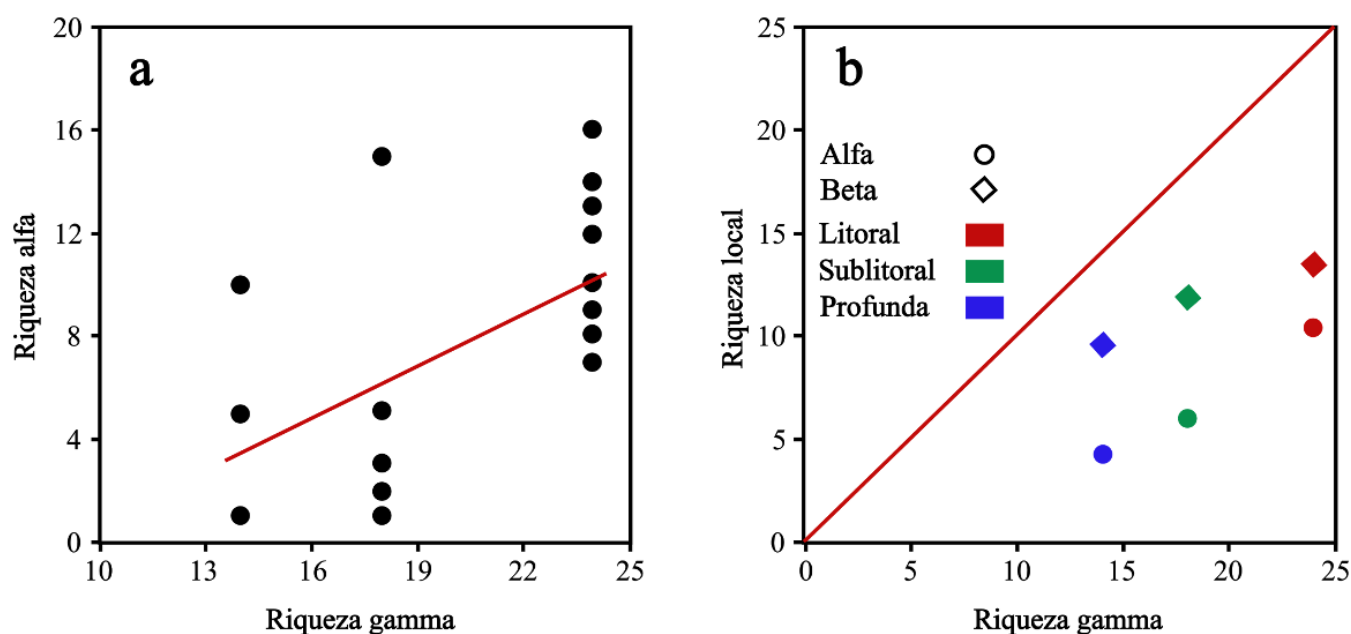 a
20
16
12
8
4
0
10 13 16 19 22 25
Riqueza alfa
Riqueza gamma
b
25
20
15
10
5
0
0 5 10 15 20 25
Riqueza local
Riqueza gamma
Alfa
Beta
Litoral
Sublitoral
Profunda